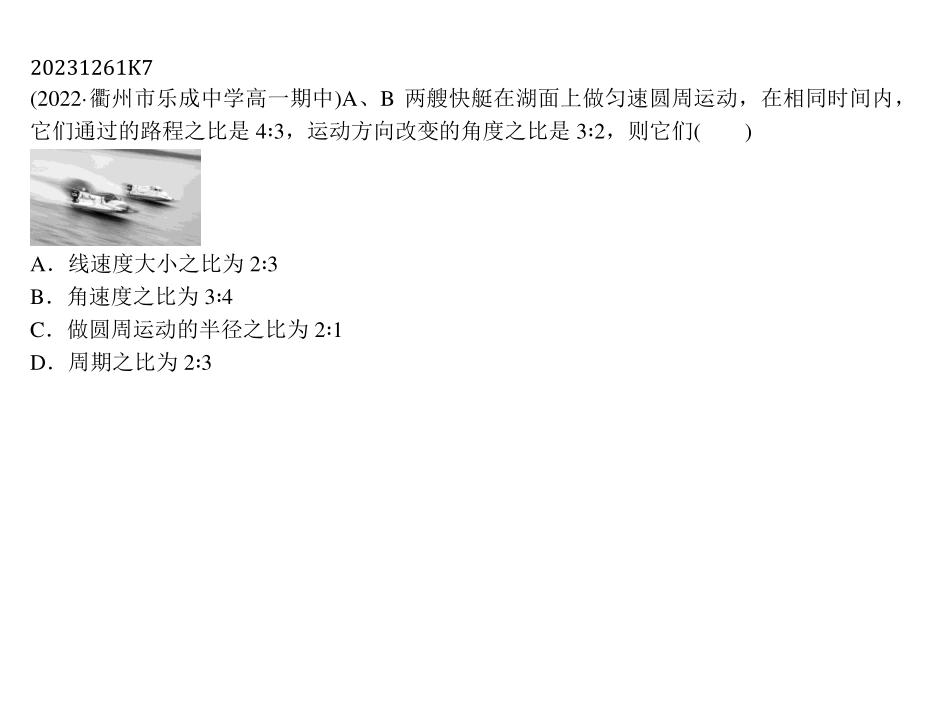 20231261K7
(2022·衢州市乐成中学高一期中)A、B 两艘快艇在湖面上做匀速圆周运动，在相同时间内，
它们通过的路程之比是 4∶3，运动方向改变的角度之比是 3∶2，则它们(　　)
A．线速度大小之比为 2∶3
B．角速度之比为 3∶4
C．做圆周运动的半径之比为 2∶1
D．周期之比为 2∶3